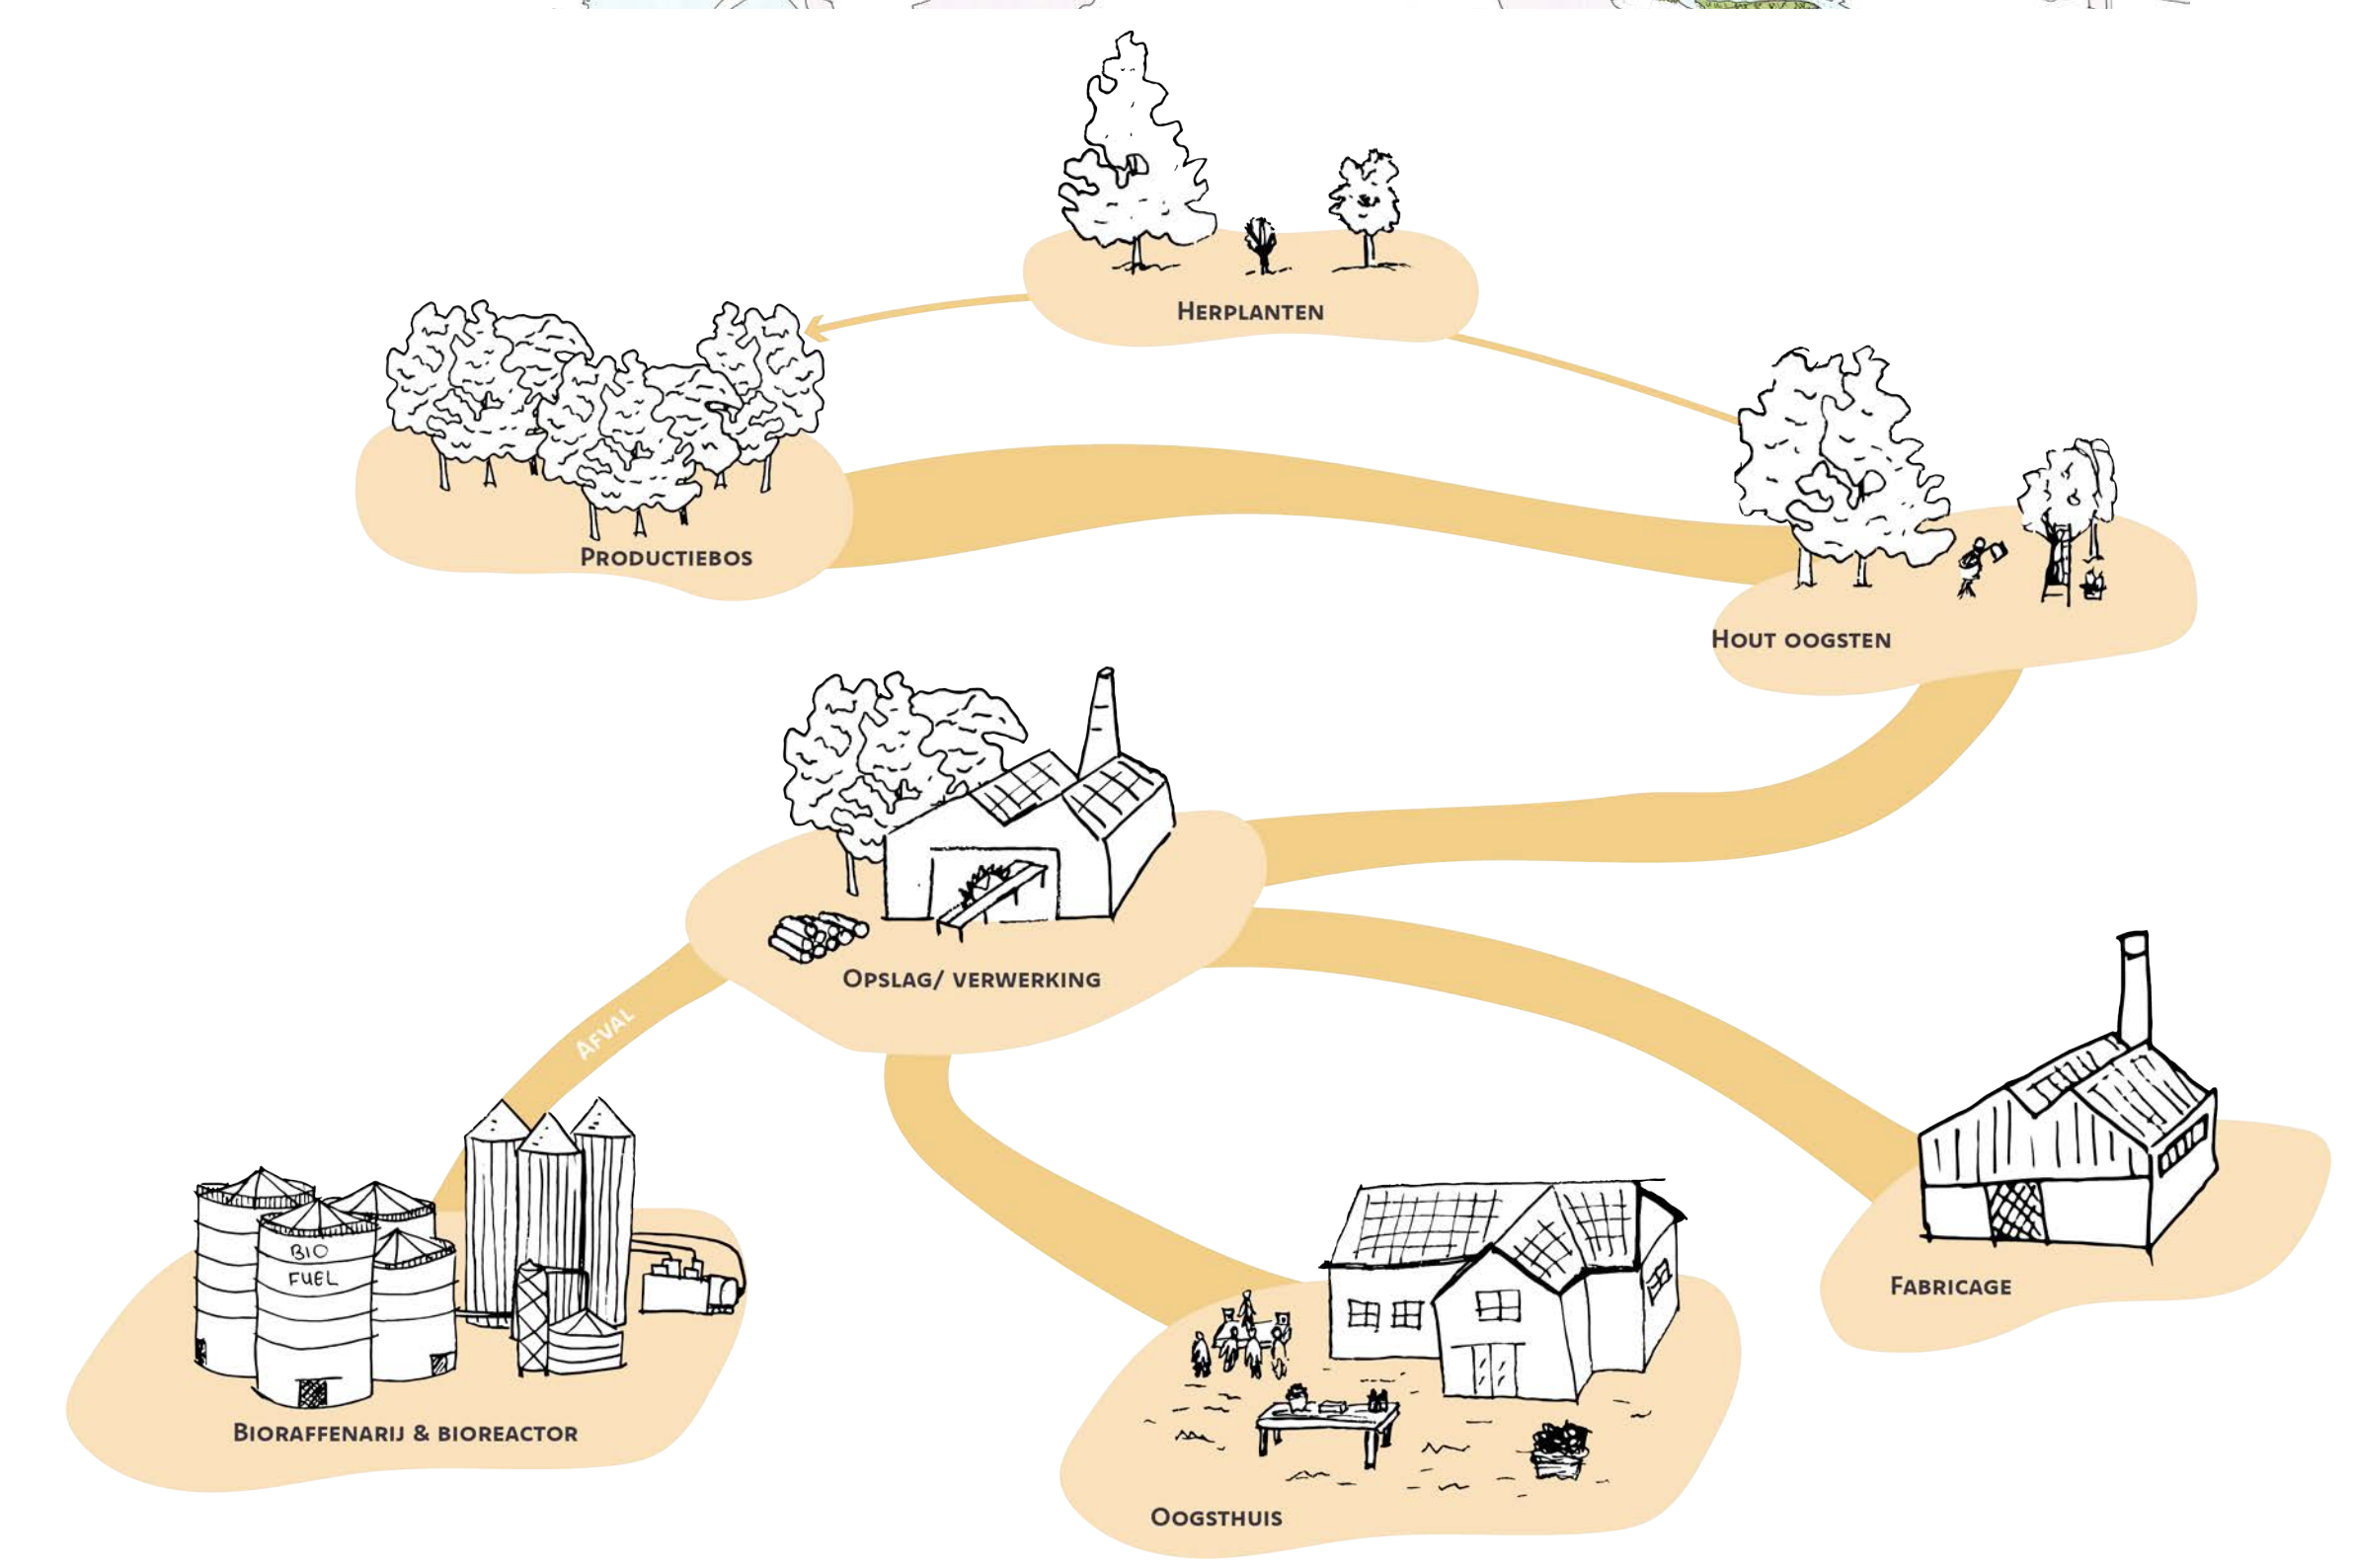 Herplanten
Productiebos
Hout oogsten
Opslag/ verwerking
Afval
BIO
FUEL
Fabricage
Bioraffenarij & bioreactor
Oogsthuis